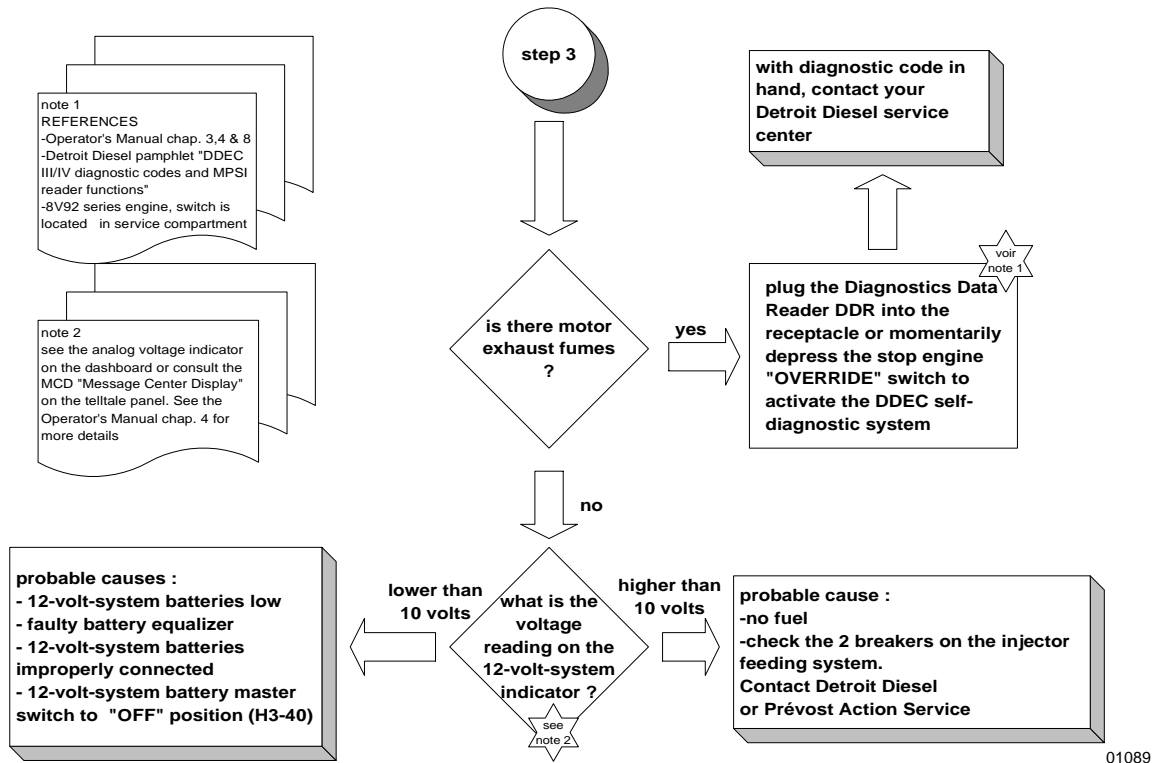 step 3
with diagnostic code in
hand, contact your
Detroit Diesel service
center
note 1
REFERENCES
-Operator's Manual chap. 3,4 & 8
-Detroit Diesel pamphlet "DDEC
III/IV diagnostic codes and MPSI
reader functions"
-8V92 series engine, switch is
located in service compartment
note 2
see the analog voltage indicator
on the dashboard or consult the
MCD "Message Center Display"
on the telltale panel. See the
Operator's Manual chap. 4 for
more details
is there motor
exhaust fumes
?
yes
voir
note 1
plug the Diagnostics Data
Reader DDR into the
receptacle or momentarily
depress the stop engine
"OVERRIDE" switch to
activate the DDEC self-
diagnostic system
no
probable causes :
- 12-volt-system batteries low
- faulty battery equalizer
- 12-volt-system batteries
improperly connected
- 12-volt-system battery master
switch to "OFF" position (H3-40)
lower than
10 volts
what is the
voltage
reading on the
12-volt-system
indicator ?
see
note 2
higher than
10 volts
probable cause :
-no fuel
-check the 2 breakers on the injector
feeding system.
Contact Detroit Diesel
or Prévost Action Service
01089